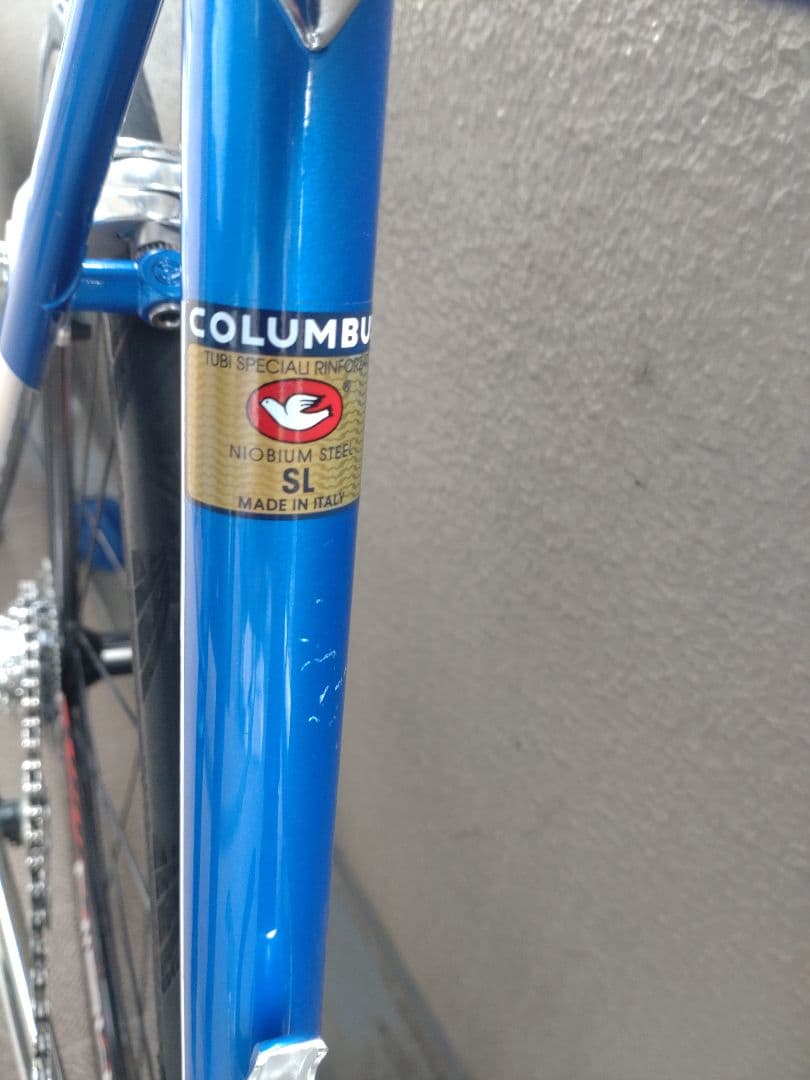 COLUMBU
TUBI SPECIALI RINFORZA
®
NIOBIUM STEEL
SL
MADE IN ITALY